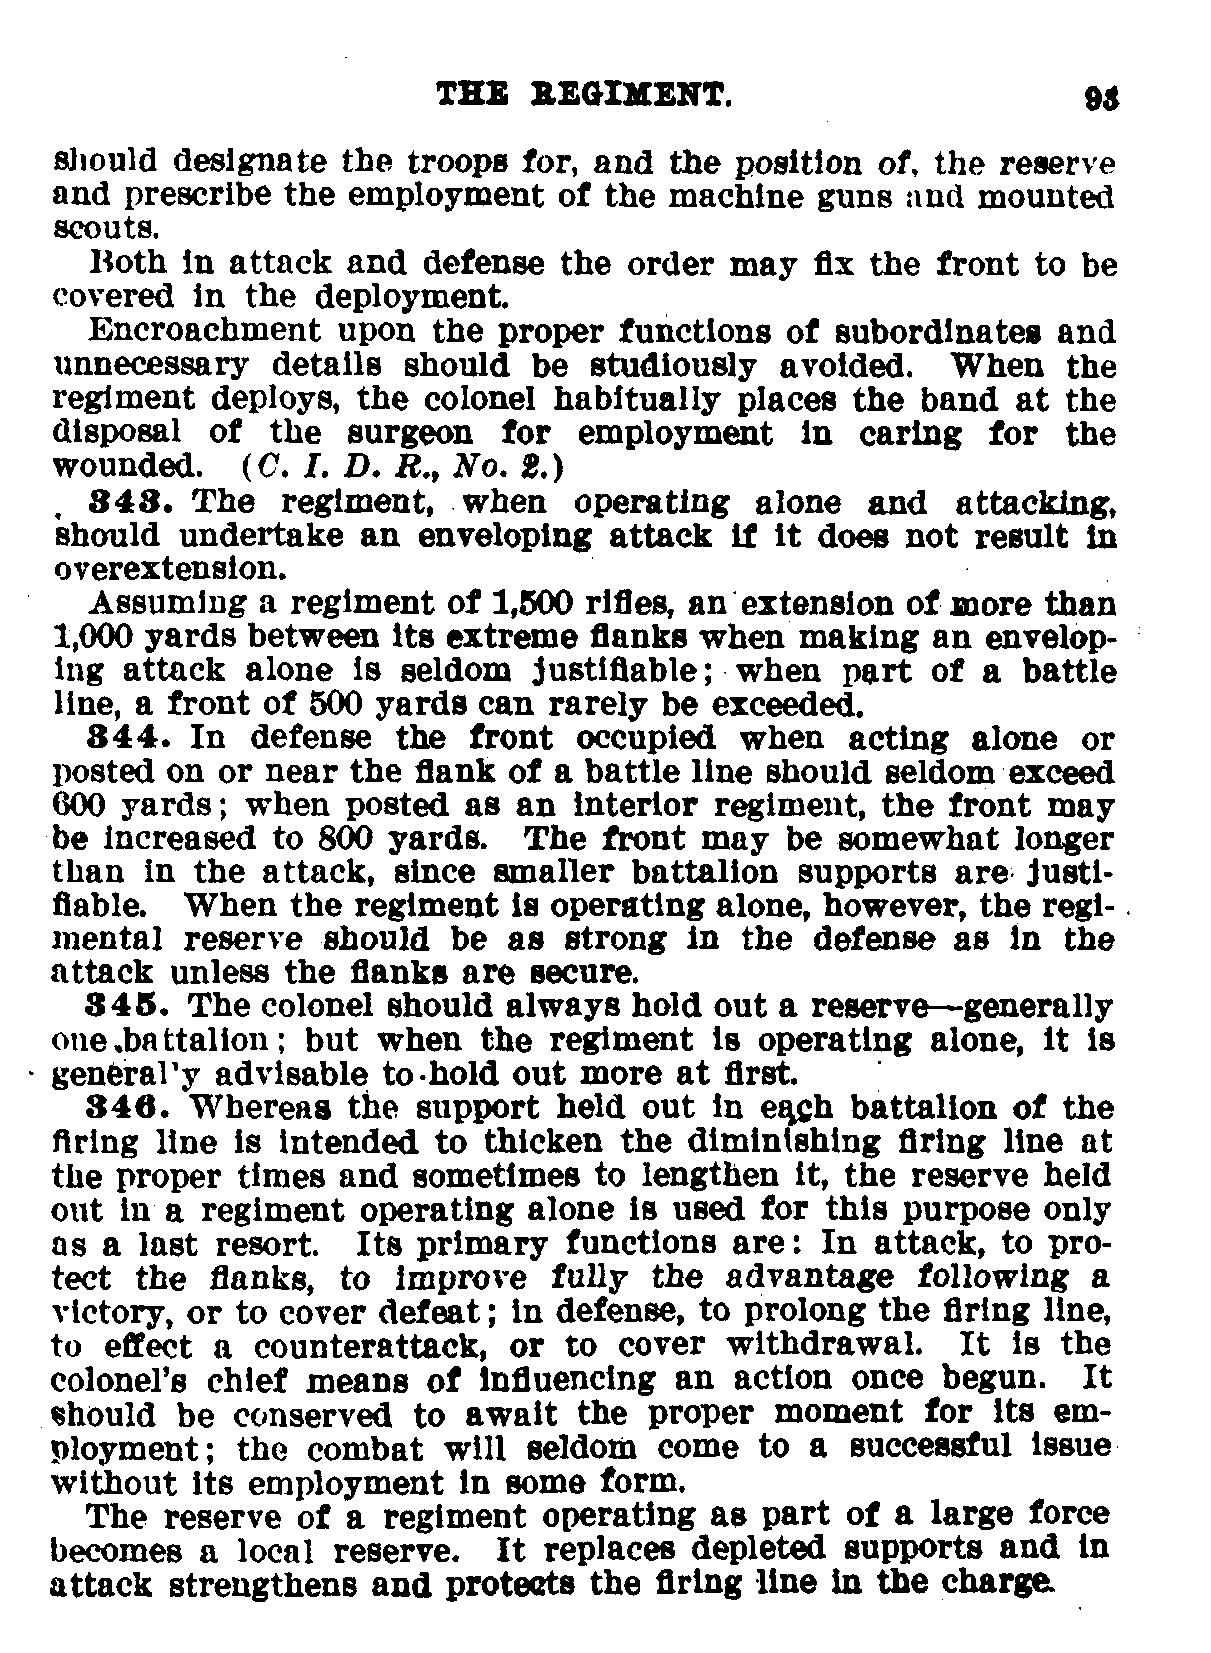 THE REGIMENT. 93
should designate the troops for, and the position of, the reserve
and prescribe the employment of the machine guns and mounted
scouts.
Both in attack and defense the order may fix the front to be
covered in the deployment.
Encroachment upon the proper functions of subordinates and
unnecessary details should be studiously avoided. When the
regiment deploys, the colonel habitually places the band at the
disposal of the surgeon for employment in caring for the
wounded. (C. I. D. R., No. 2.)
343. The regiment, when operating alone and attacking,
should undertake an enveloping attack if it does not result in
overextension.
Assuming a regiment of 1,500 rifles, an extension of more than
1,000 yards between its extreme flanks when making an envelop-
ing attack alone is seldom justifiable; when part of a battle
line, a front of 500 yards can rarely be exceeded.
344. In defense the front occupied when acting alone or
posted on or near the flank of a battle line should seldom exceed
600 yards; when posted as an interior regiment, the front may
be increased to 800 yards. The front may be somewhat longer
than in the attack, since smaller battalion supports are justi-
fiable. When the regiment is operating alone, however, the regi-
mental reserve should be as strong in the defense as in the
attack unless the flanks are secure.
345. The colonel should always hold out a reserve—generally
one battalion; but when the regiment is operating alone, it is
general'y advisable to hold out more at first.
346. Whereas the support held out in each battalion of the
firing line is intended to thicken the diminishing firing line at
the proper times and sometimes to lengthen it, the reserve held
out in a regiment operating alone is used for this purpose only
as a last resort. Its primary functions are: In attack, to pro-
tect the flanks, to improve fully the advantage following a
victory, or to cover defeat; in defense, to prolong the firing line,
to effect a counterattack, or to cover withdrawal. It is the
colonel's chief means of influencing an action once begun. It
should be conserved to await the proper moment for its em-
ployment; the combat will seldom come to a successful issue
without its employment in some form.
The reserve of a regiment operating as part of a large force
becomes a local reserve. It replaces depleted supports and in
attack strengthens and protects the firing line in the charge.